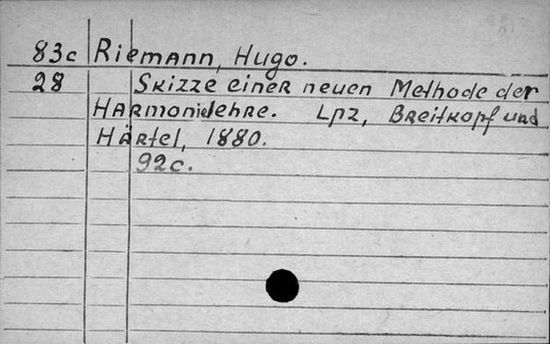 83c Riemann, Hugo.
28 Skizze einer neuen Methode der
Harmonielehre. Lpz, Breitkopf und
Härtel, 1880.
92c.